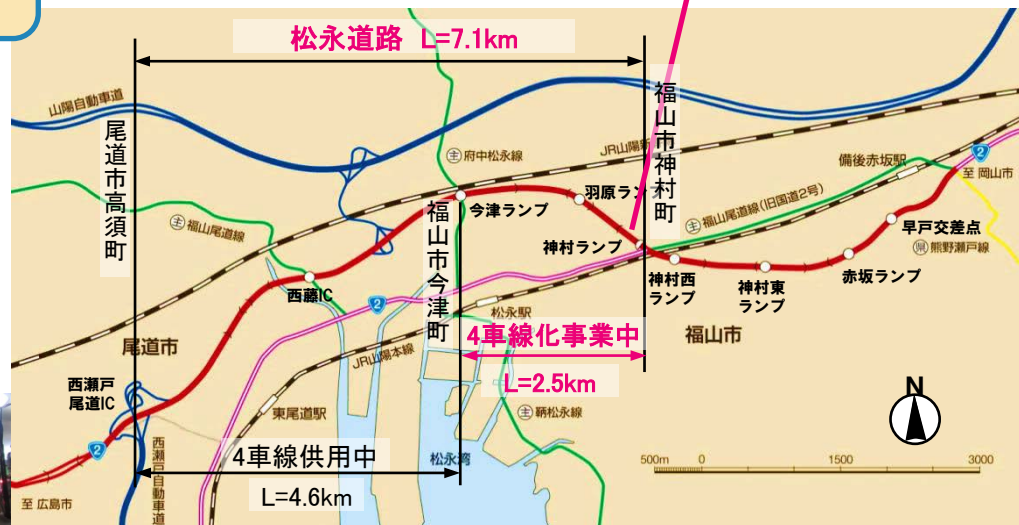 松永道路 L=7.1km
山陽自動車道
尾道市高須町
福山市神村町
主 府中松永線
JR山陽新
備後赤坂駅
2
至 岡山市
今津ランプ
羽原ランプ
主 福山尾道線(旧国道2号)
主 福山尾道線
福山市今津町
神村ランプ
早戸交差点
県 熊野瀬戸線
西藤IC
神村西
ランプ
神村東
ランプ
赤坂ランプ
2
松永駅
4車線化事業中
福山市
尾道市
JR山陽本線
L=2.5km
西瀬戸
尾道IC
東尾道駅
主 鞆松永線
N
2
西瀬戸自動車道
4車線供用中
松永湾
500m 0 1500 3000
L=4.6km
至 広島市